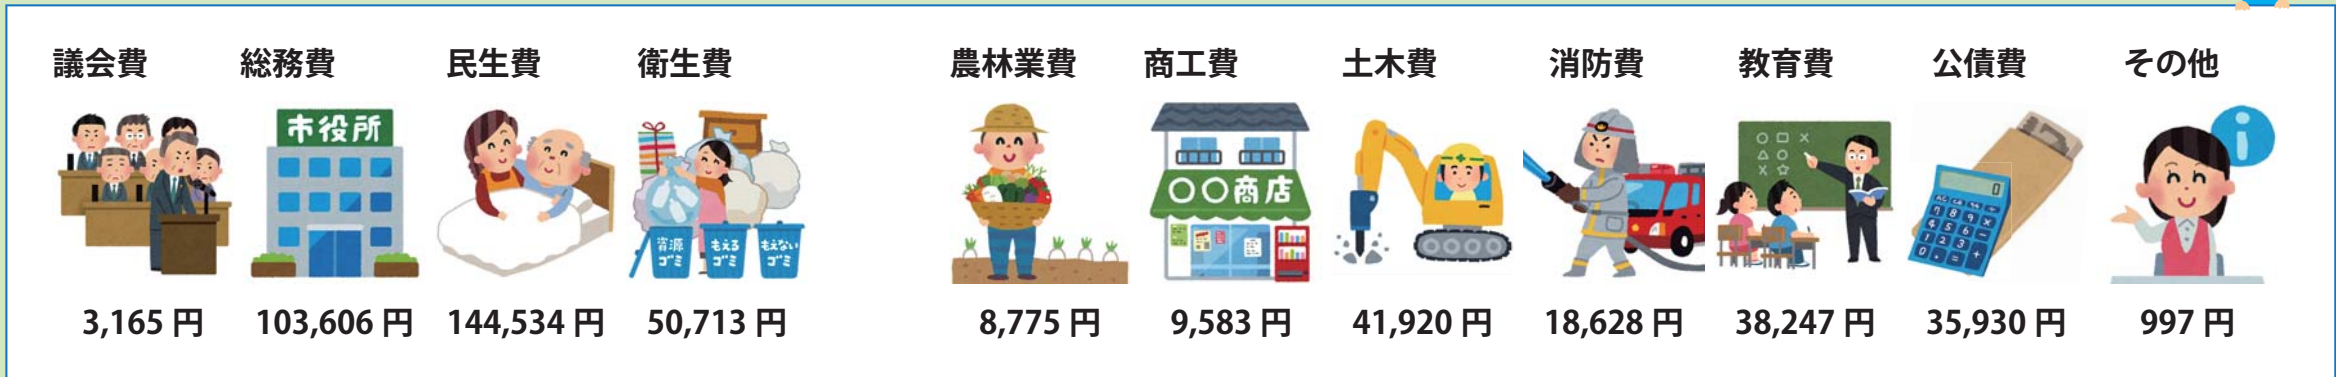 議会費 総務費 民生費 衛生費 農林業費 商工費 土木費 消防費 教育費 公債費 その他
市役所
〇〇商店
資源ゴミ もえるゴミ もえないゴミ
3,165 円 103,606 円 144,534 円 50,713 円 8,775 円 9,583 円 41,920 円 18,628 円 38,247 円 35,930 円 997 円